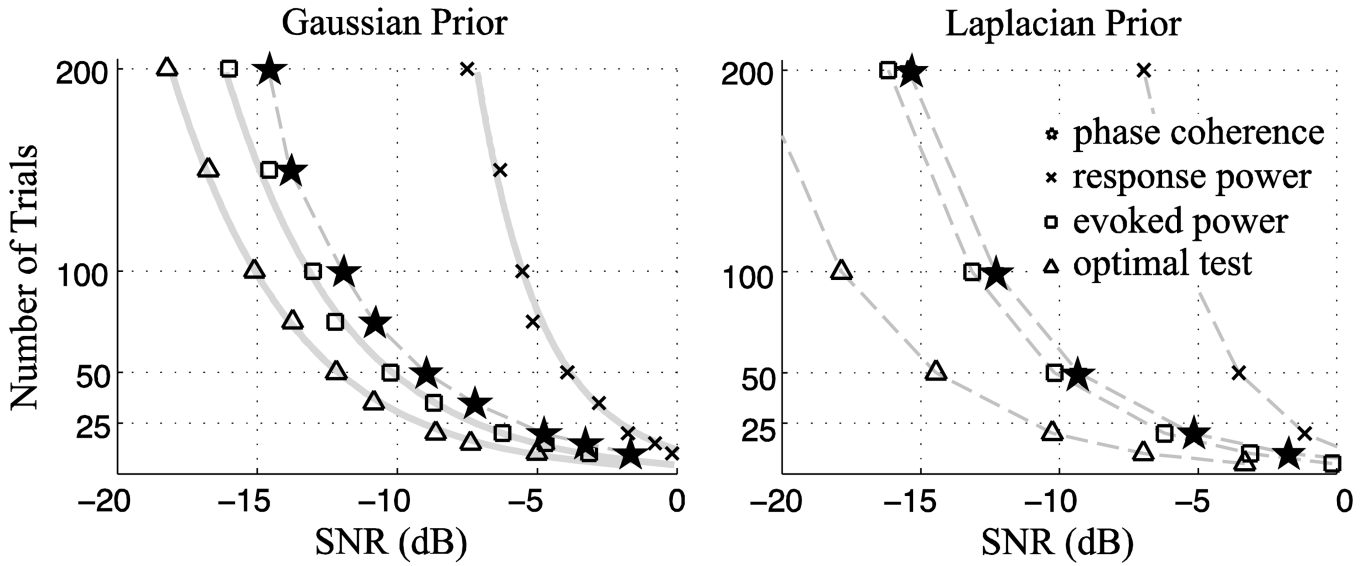 Gaussian Prior
Laplacian Prior
Number of Trials
200
100
50
25
−20
−15
−10
−5
0
SNR (dB)
200
100
50
25
phase coherence
response power
evoked power
optimal test
−20
−15
−10
−5
0
SNR (dB)